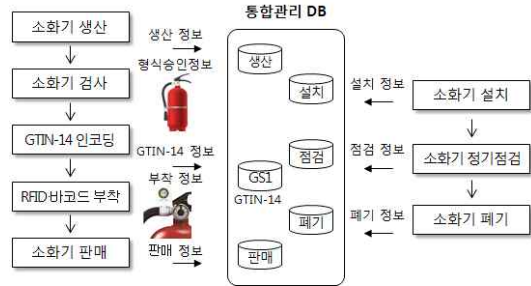 통합관리 DB
소화기 생산
생산 정보
생산
형식승인정보
소화기 검사
설치
설치 정보
소화기 설치
GTIN-14 인코딩
GTIN-14 정보
점검
점검 정보
소화기 정기점검
부착 정보
GS1
GTIN-14
RFID 바코드 부착
폐기
폐기 정보
소화기 폐기
소화기 판매
판매 정보
판매